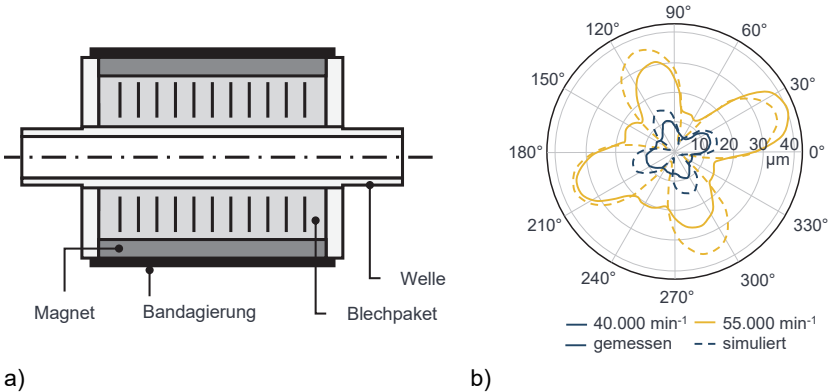 Magnet
Bandagierung
Blechpaket
Welle
a)
90°
120°
60°
150°
30°
180°
10 20 30 40
µm
0°
210°
330°
240°
300°
270°
40.000 min⁻¹
55.000 min⁻¹
gemessen
simuliert
b)